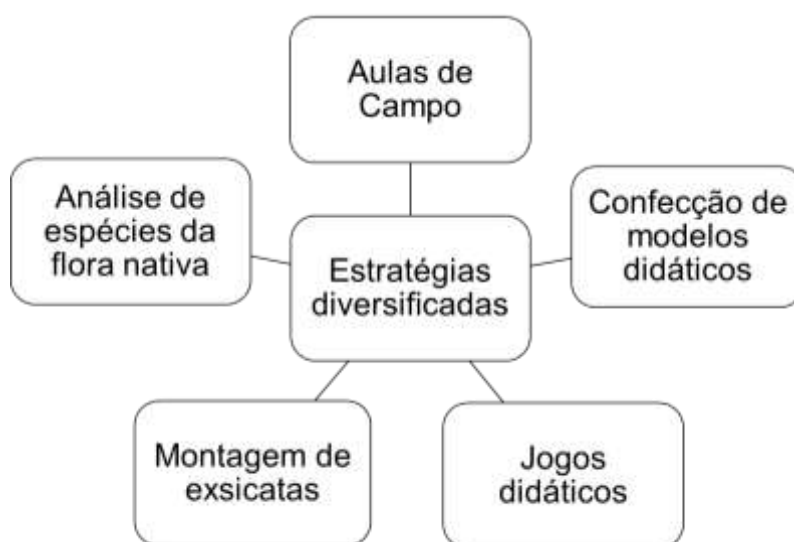 Aulas de
Campo
Análise de
espécies da
flora nativa
Confecção de
modelos
didáticos
Estratégias
diversificadas
Montagem de
exsicatas
Jogos
didáticos